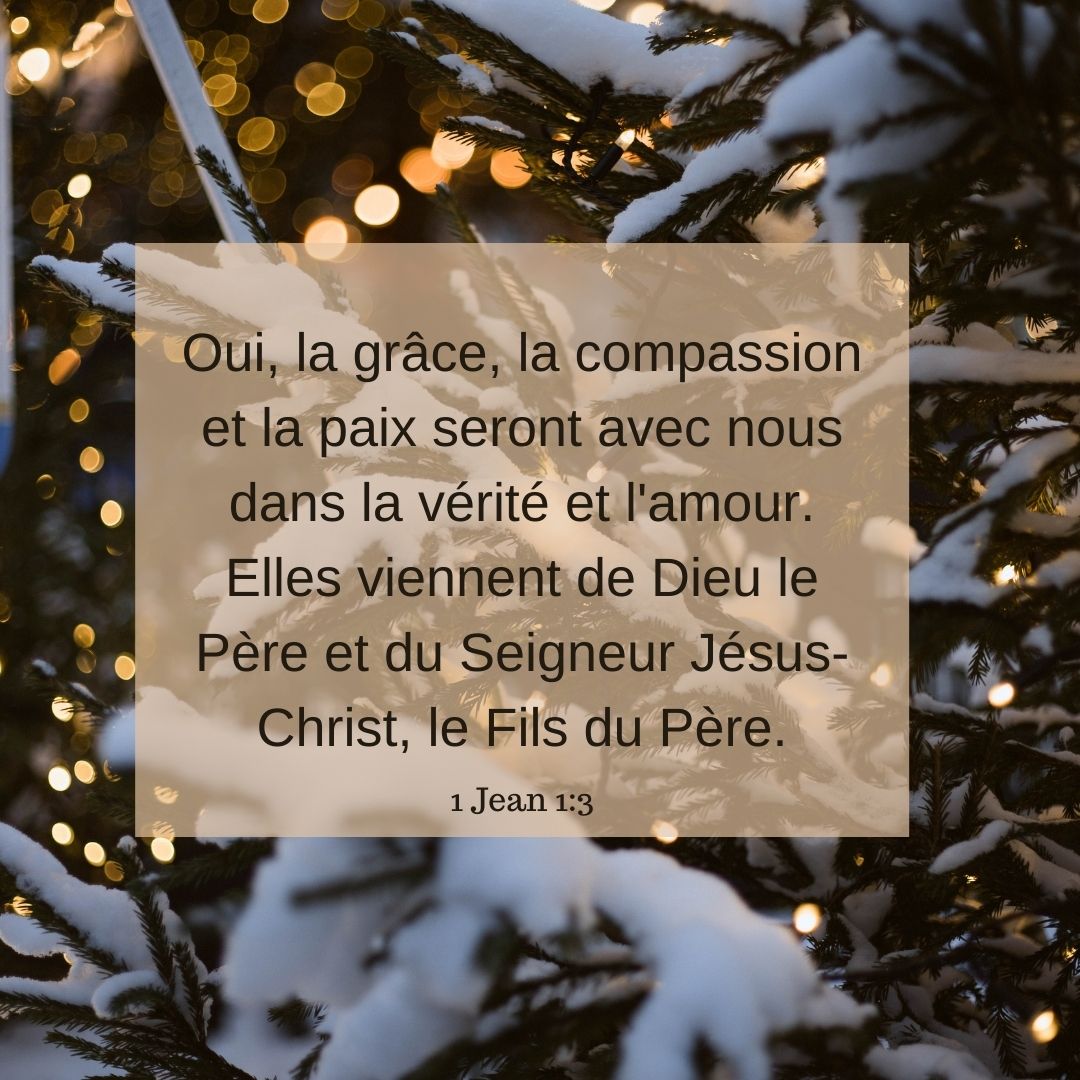 Oui, la grâce, la compassion
et la paix seront avec nous
dans la vérité et l'amour.
Elles viennent de Dieu le
Père et du Seigneur Jésus-
Christ, le Fils du Père.
1 Jean 1:3